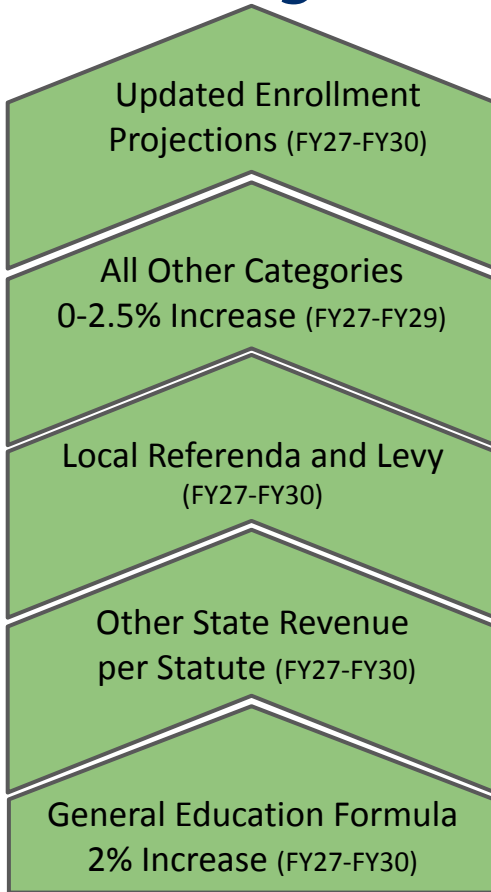 Updated Enrollment
Projections (FY27-FY30)
All Other Categories
0-2.5% Increase (FY27-FY29)
Local Referenda and Levy
(FY27-FY30)
Other State Revenue
per Statute (FY27-FY30)
General Education Formula
2% Increase (FY27-FY30)